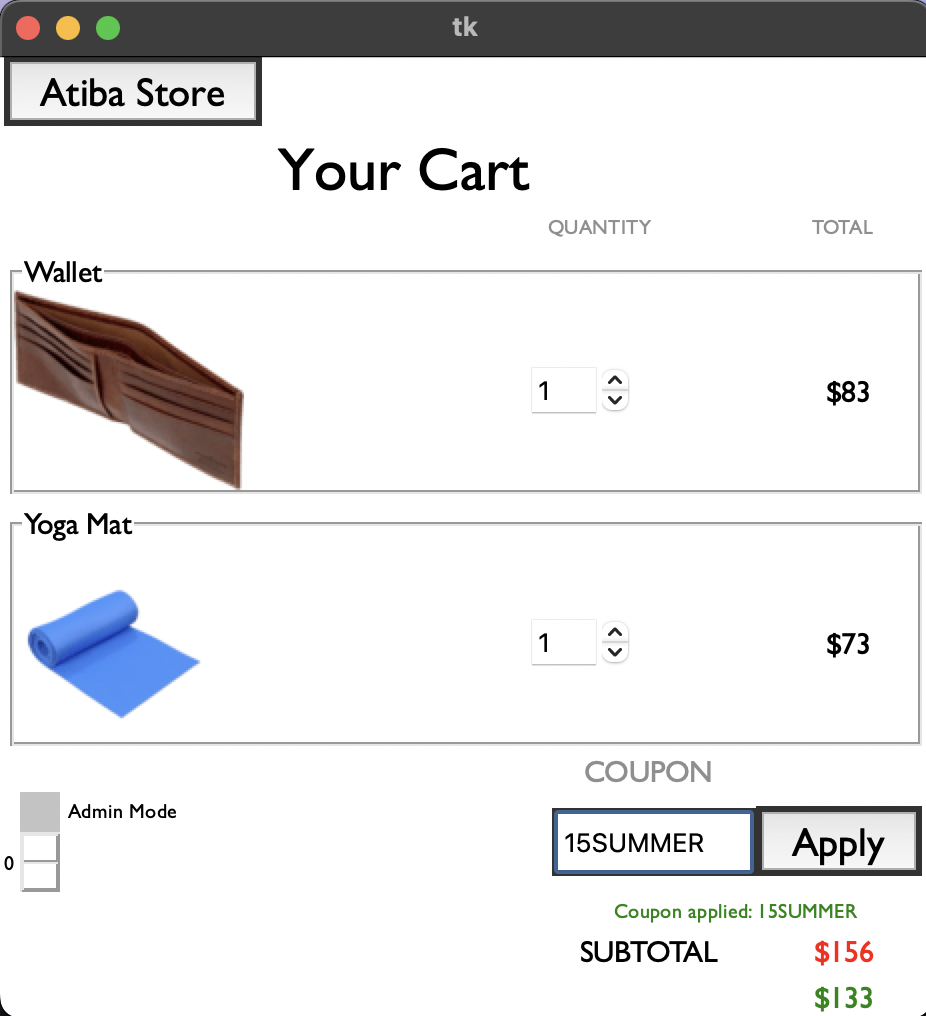 tk
Atiba Store
Your Cart
QUANTITY TOTAL
Wallet
1 $83
Yoga Mat
1 $73
COUPON
Admin Mode
15SUMMER Apply
0
Coupon applied: 15SUMMER
SUBTOTAL $156
$133